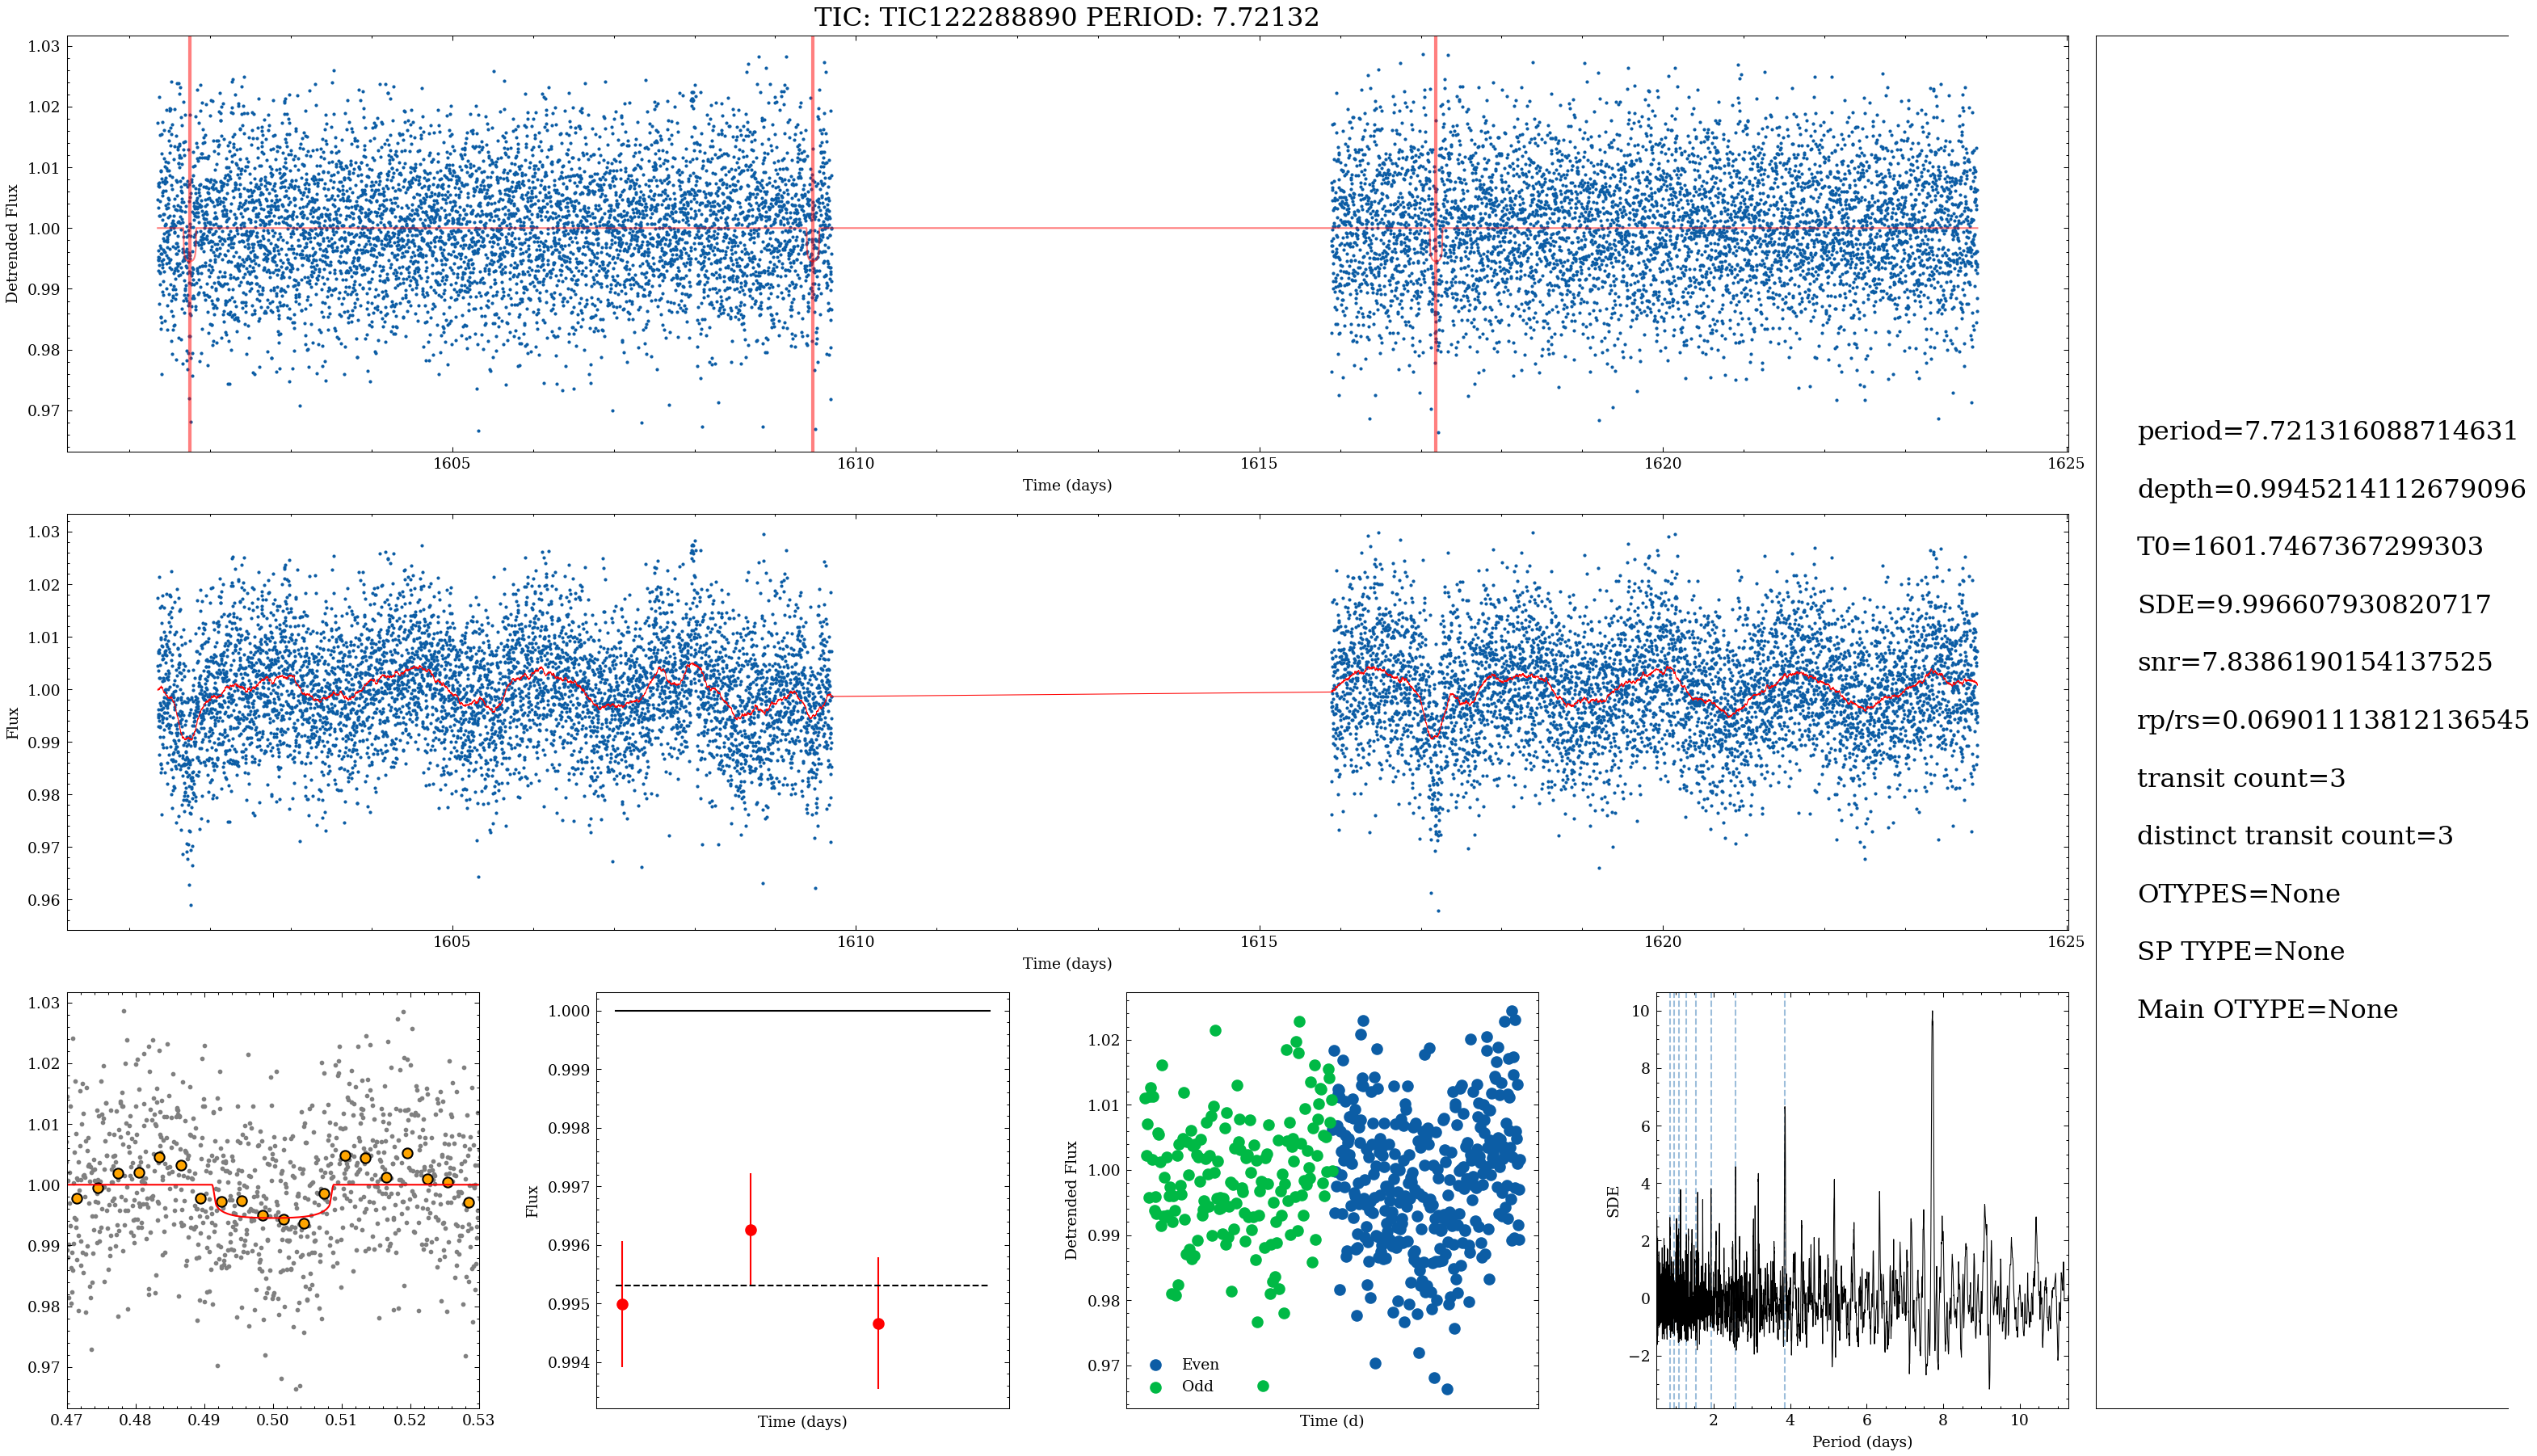 TIC: TIC122288890 PERIOD: 7.72132
1.03
1.02
1.01
1.00
0.99
0.98
0.97
Detrended Flux
1605
1610
1615
1620
1625
Time (days)
1.03
1.02
1.01
1.00
0.99
0.98
0.97
0.96
Flux
1605
1610
1615
1620
1625
Time (days)
period=7.721316088714631
depth=0.9945214112679096
T0=1601.7467367299303
SDE=9.996607930820717
snr=7.8386190154137525
rp/rs=0.06901113812136545
transit count=3
distinct transit count=3
OTYPES=None
SP TYPE=None
Main OTYPE=None
1.03
1.02
1.01
1.00
0.99
0.98
0.97
0.47
0.48
0.49
0.50
0.51
0.52
0.53
1.000
0.999
0.998
0.997
0.996
0.995
0.994
Flux
Time (days)
1.02
1.01
1.00
0.99
0.98
0.97
Detrended Flux
Even
Odd
Time (d)
10
8
6
4
2
0
−2
SDE
2
4
6
8
10
Period (days)